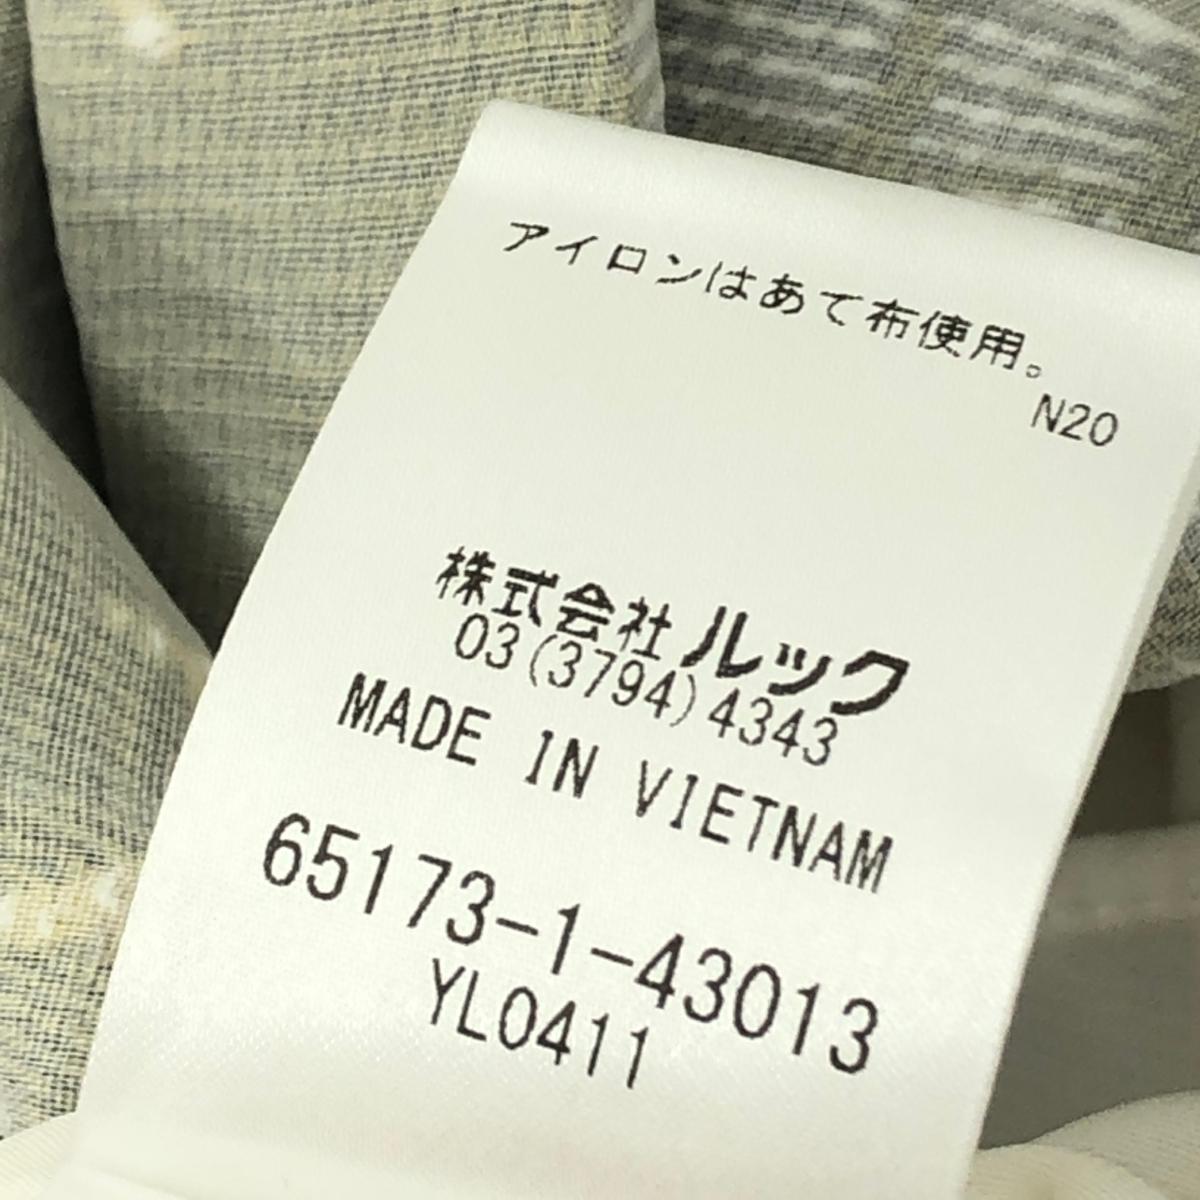 アイロンはあて布使用。
N20
株式会社ルック
03(3794)4343
MADE IN VIETNAM
65173-1-43013
YL0411